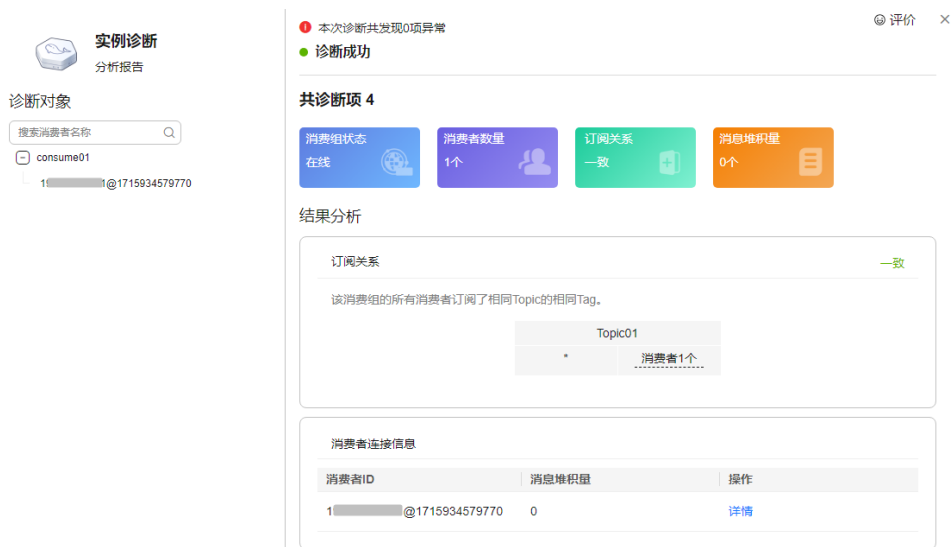 实例诊断
分析报告
诊断对象
搜索消费者名称
consume01
1@1715934579770
评价
本次诊断共发现0项异常
诊断成功
共诊断项 4
消费组状态
在线
消费者数量
1个
订阅关系
一致
消息堆积量
0个
结果分析
订阅关系 一致
该消费组的所有消费者订阅了相同Topic的相同Tag。
Topic01
* 消费者1个
消费者连接信息
消费者ID 消息堆积量 操作
1 @1715934579770 0 详情